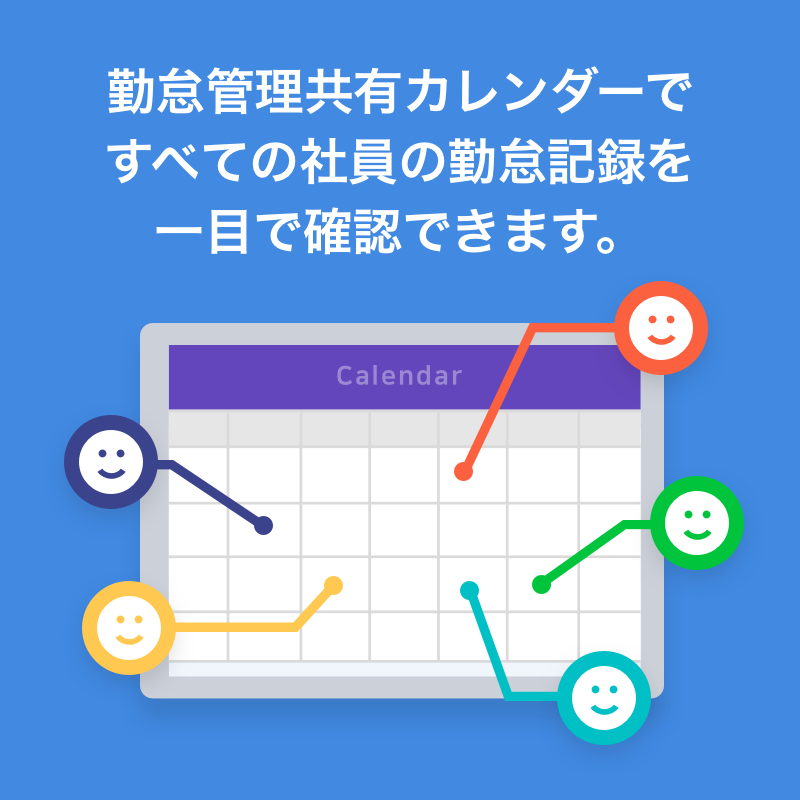 勤怠管理共有カレンダーで
すべての社員の勤怠記録を
一目で確認できます。
Calendar